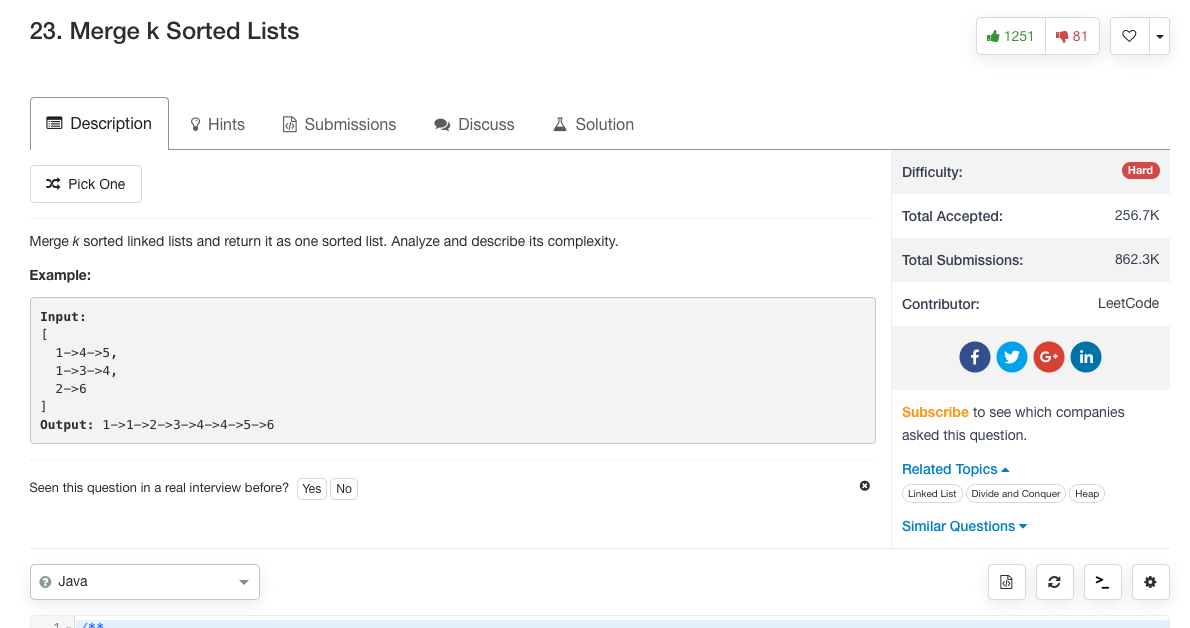 23. Merge k Sorted Lists
1251
81
Description
Hints
Submissions
Discuss
Solution
Pick One
Merge k sorted linked lists and return it as one sorted list. Analyze and describe its complexity.
Example:
Input:
[
  1->4->5,
  1->3->4,
  2->6
]
Output: 1->1->2->3->4->4->5->6
Seen this question in a real interview before? Yes No
Difficulty: Hard
Total Accepted: 256.7K
Total Submissions: 862.3K
Contributor: LeetCode
f G+ in
Subscribe to see which companies
asked this question.
Related Topics
Linked List Divide and Conquer Heap
Similar Questions
? Java
>_
1 /**